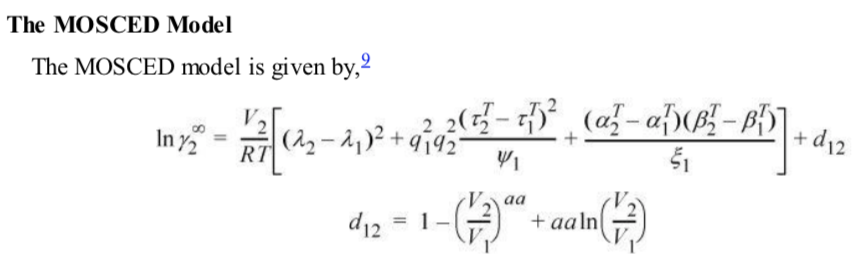 The MOSCED Model
The MOSCED model is given by,9
ln γ₂^∞ = V₂/RT [(λ₂ − λ₁)² + q₁²q₂² (τ₂ᵀ − τ₁ᵀ)²/ψ₁ + (α₂ᵀ − α₁ᵀ)(β₂ᵀ − β₁ᵀ)/ξ₁] + d₁₂
d₁₂ = 1 − (V₂/V₁)^aa + aa ln(V₂/V₁)